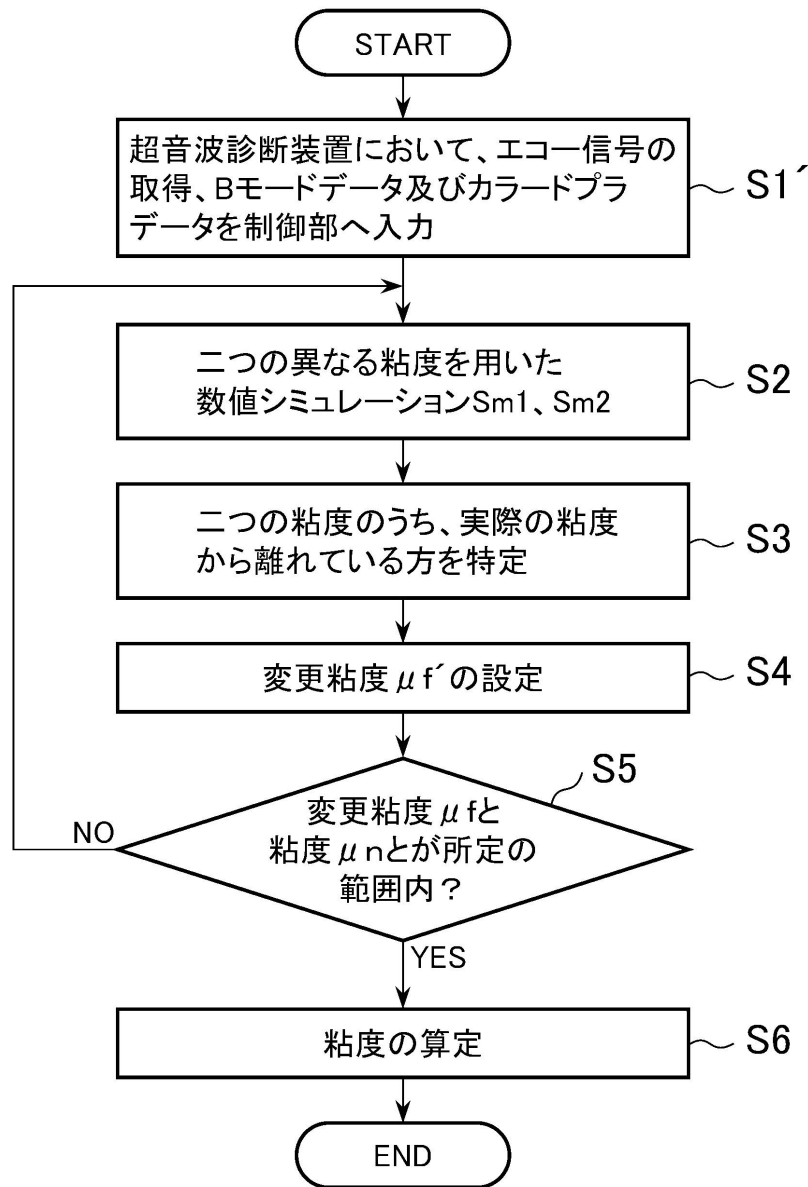 START
超音波診断装置において、エコー信号の
取得、Bモードデータ及びカラードプラ
データを制御部へ入力
S1´
二つの異なる粘度を用いた
数値シミュレーションSm1、Sm2
S2
二つの粘度のうち、実際の粘度
から離れている方を特定
S3
変更粘度μf´の設定
S4
S5
変更粘度μfと
粘度μnとが所定の
範囲内？
NO
YES
粘度の算定
S6
END